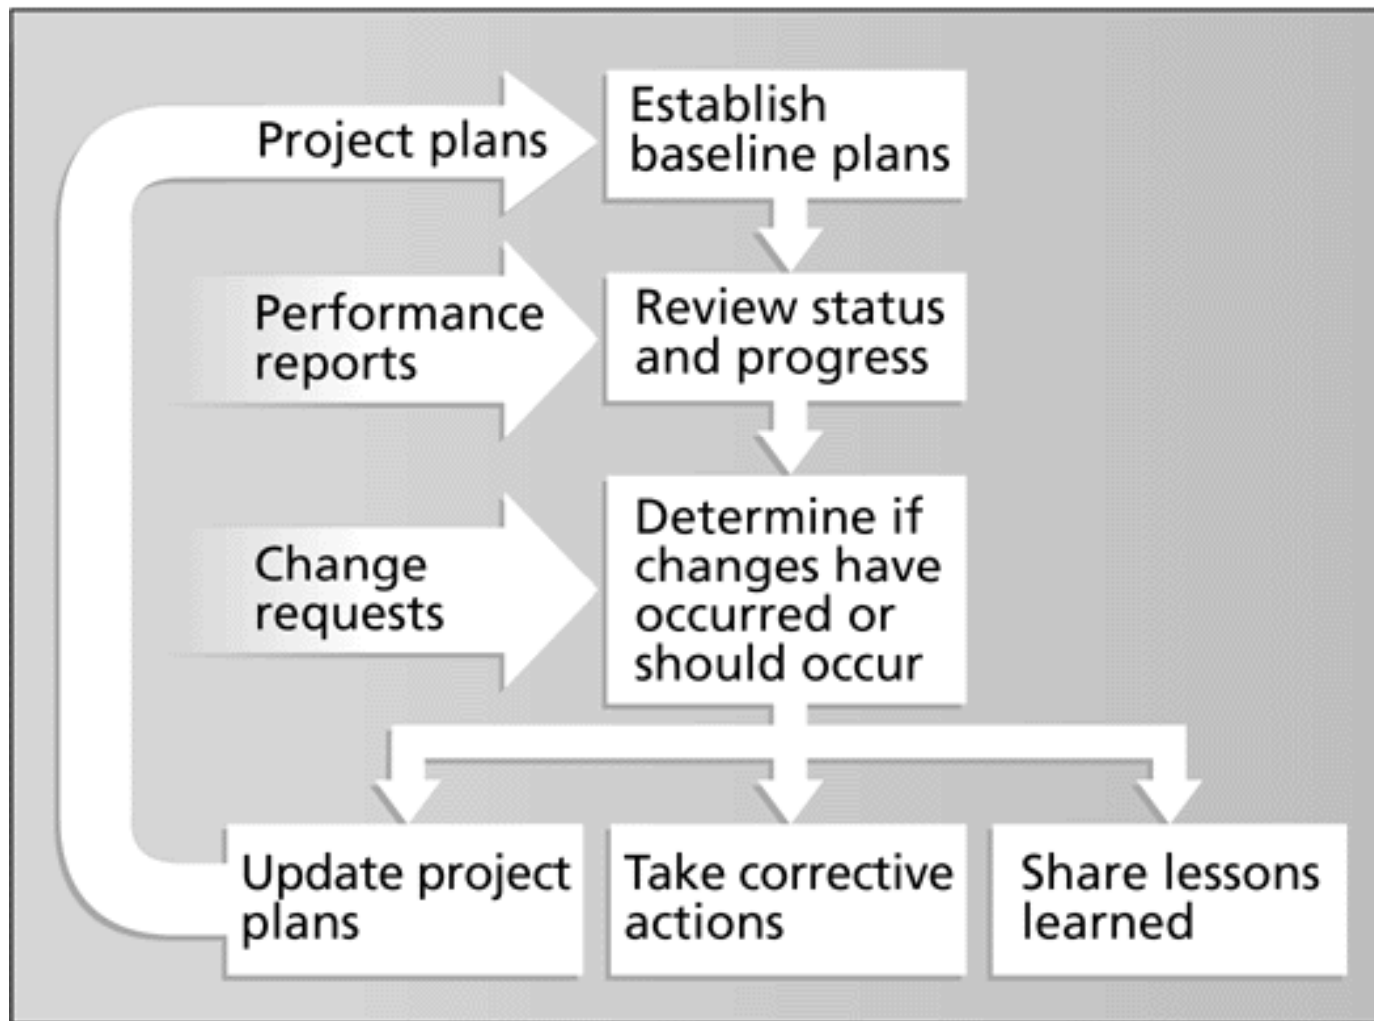 Project plans
Establish
baseline plans
Performance
reports
Review status
and progress
Change
requests
Determine if
changes have
occurred or
should occur
Update project
plans
Take corrective
actions
Share lessons
learned